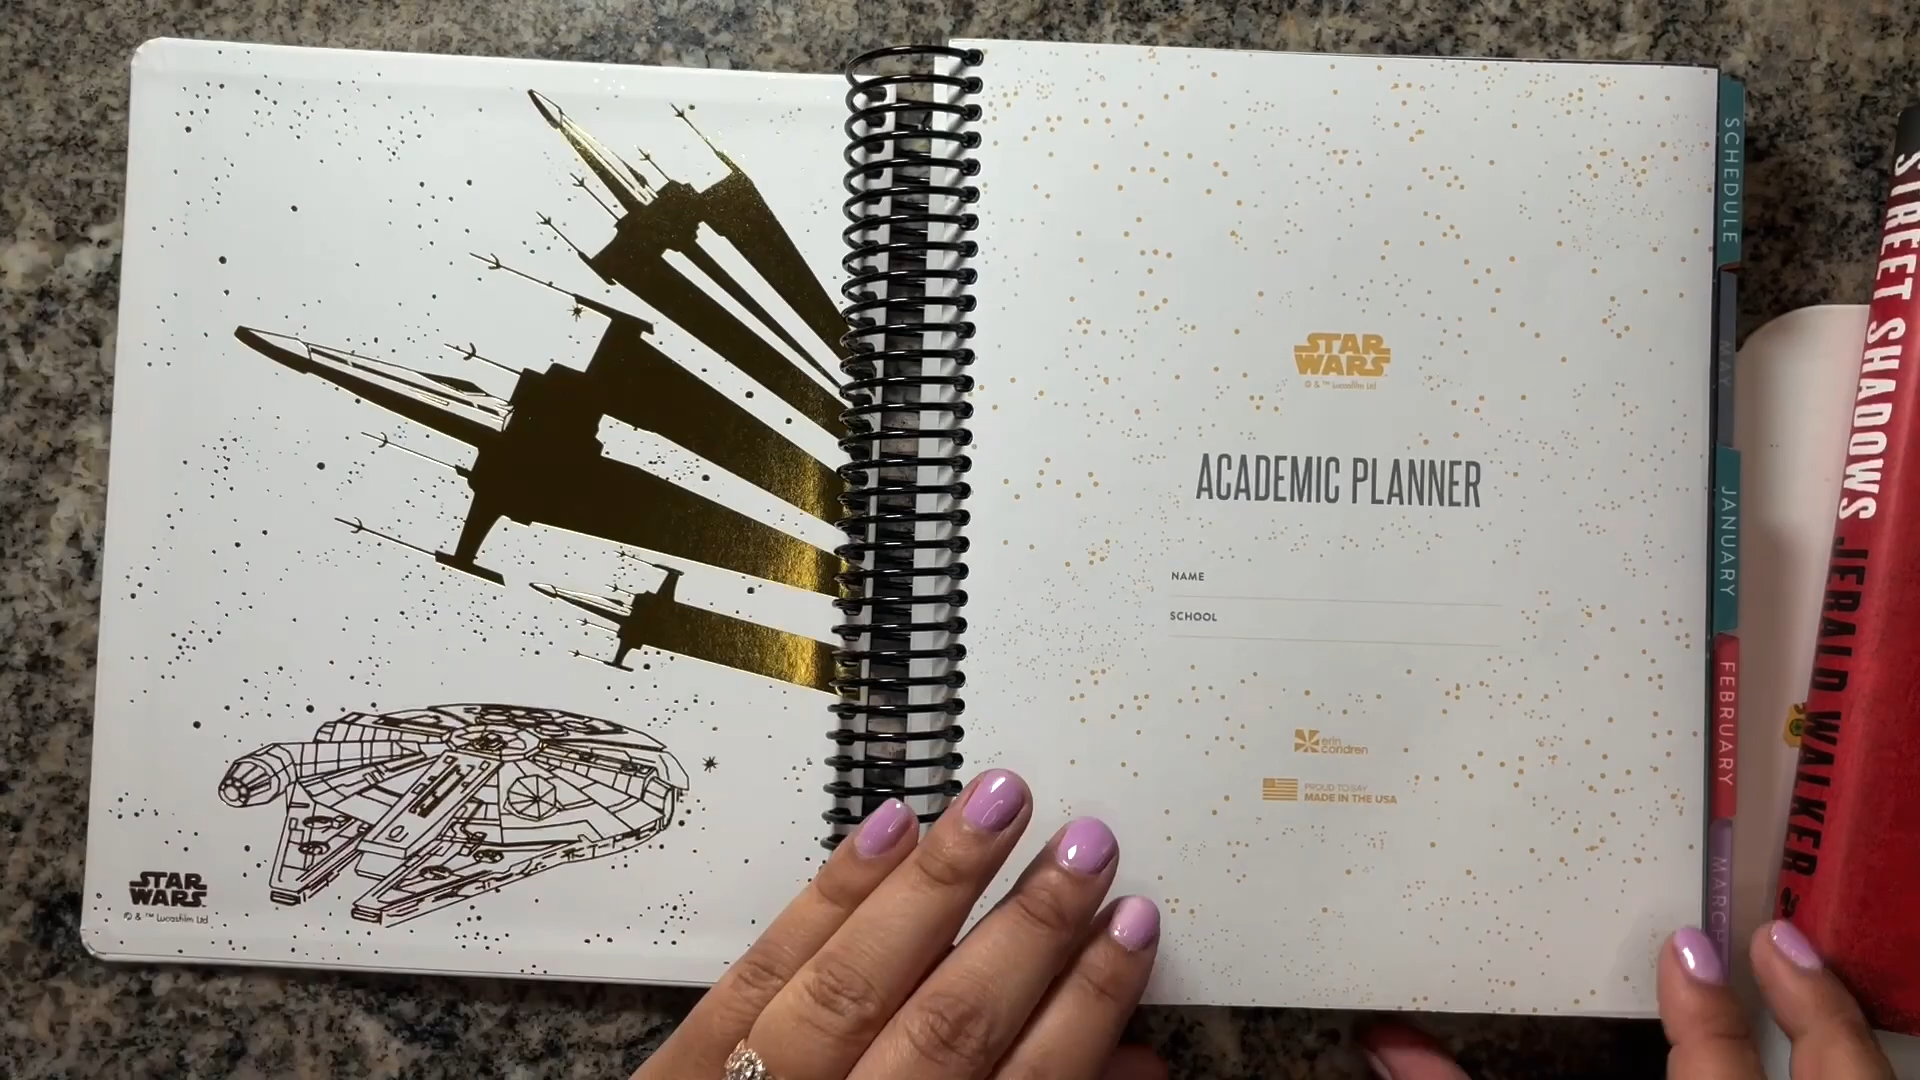 STAR
WARS
© & ™ Lucasfilm Ltd
STAR
WARS
© & ™ Lucasfilm Ltd
ACADEMIC PLANNER
NAME
SCHOOL
erin
condren
PROUD TO SAY
MADE IN THE USA
SCHEDULE
MAY
JANUARY
FEBRUARY
MARCH
STREET SHADOWS JERALD WALKER